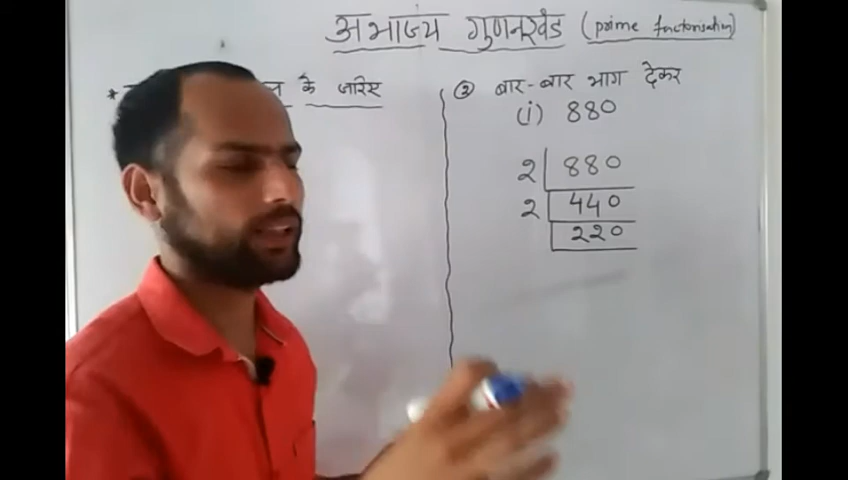 अभाज्य गुणनखंड (prime factorisation)
* के जरिए
② बार-बार भाग देकर
(i) 880
2 880
2 440
220